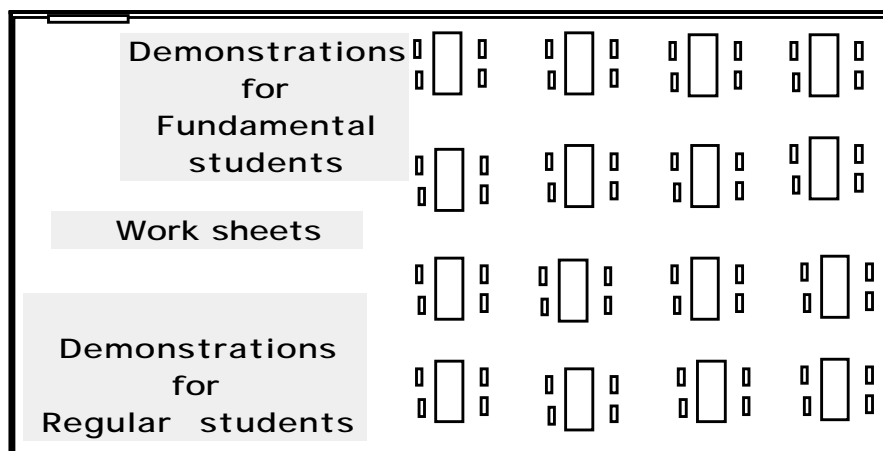 Demonstrations
for
Fundamental
students
Work sheets
Demonstrations
for
Regular students